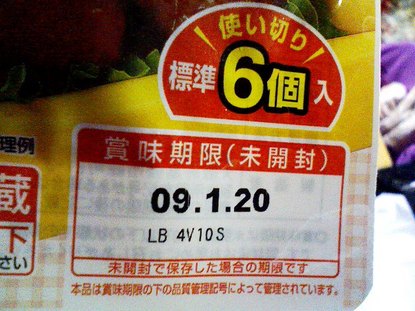 使い切り
標準6個入
理例
賞味期限(未開封)
蔵
09.1.20
下
LB 4V10S
さい
未開封で保存した場合の期限です
本品は賞味期限の下の品質管理記号によって管理されています。